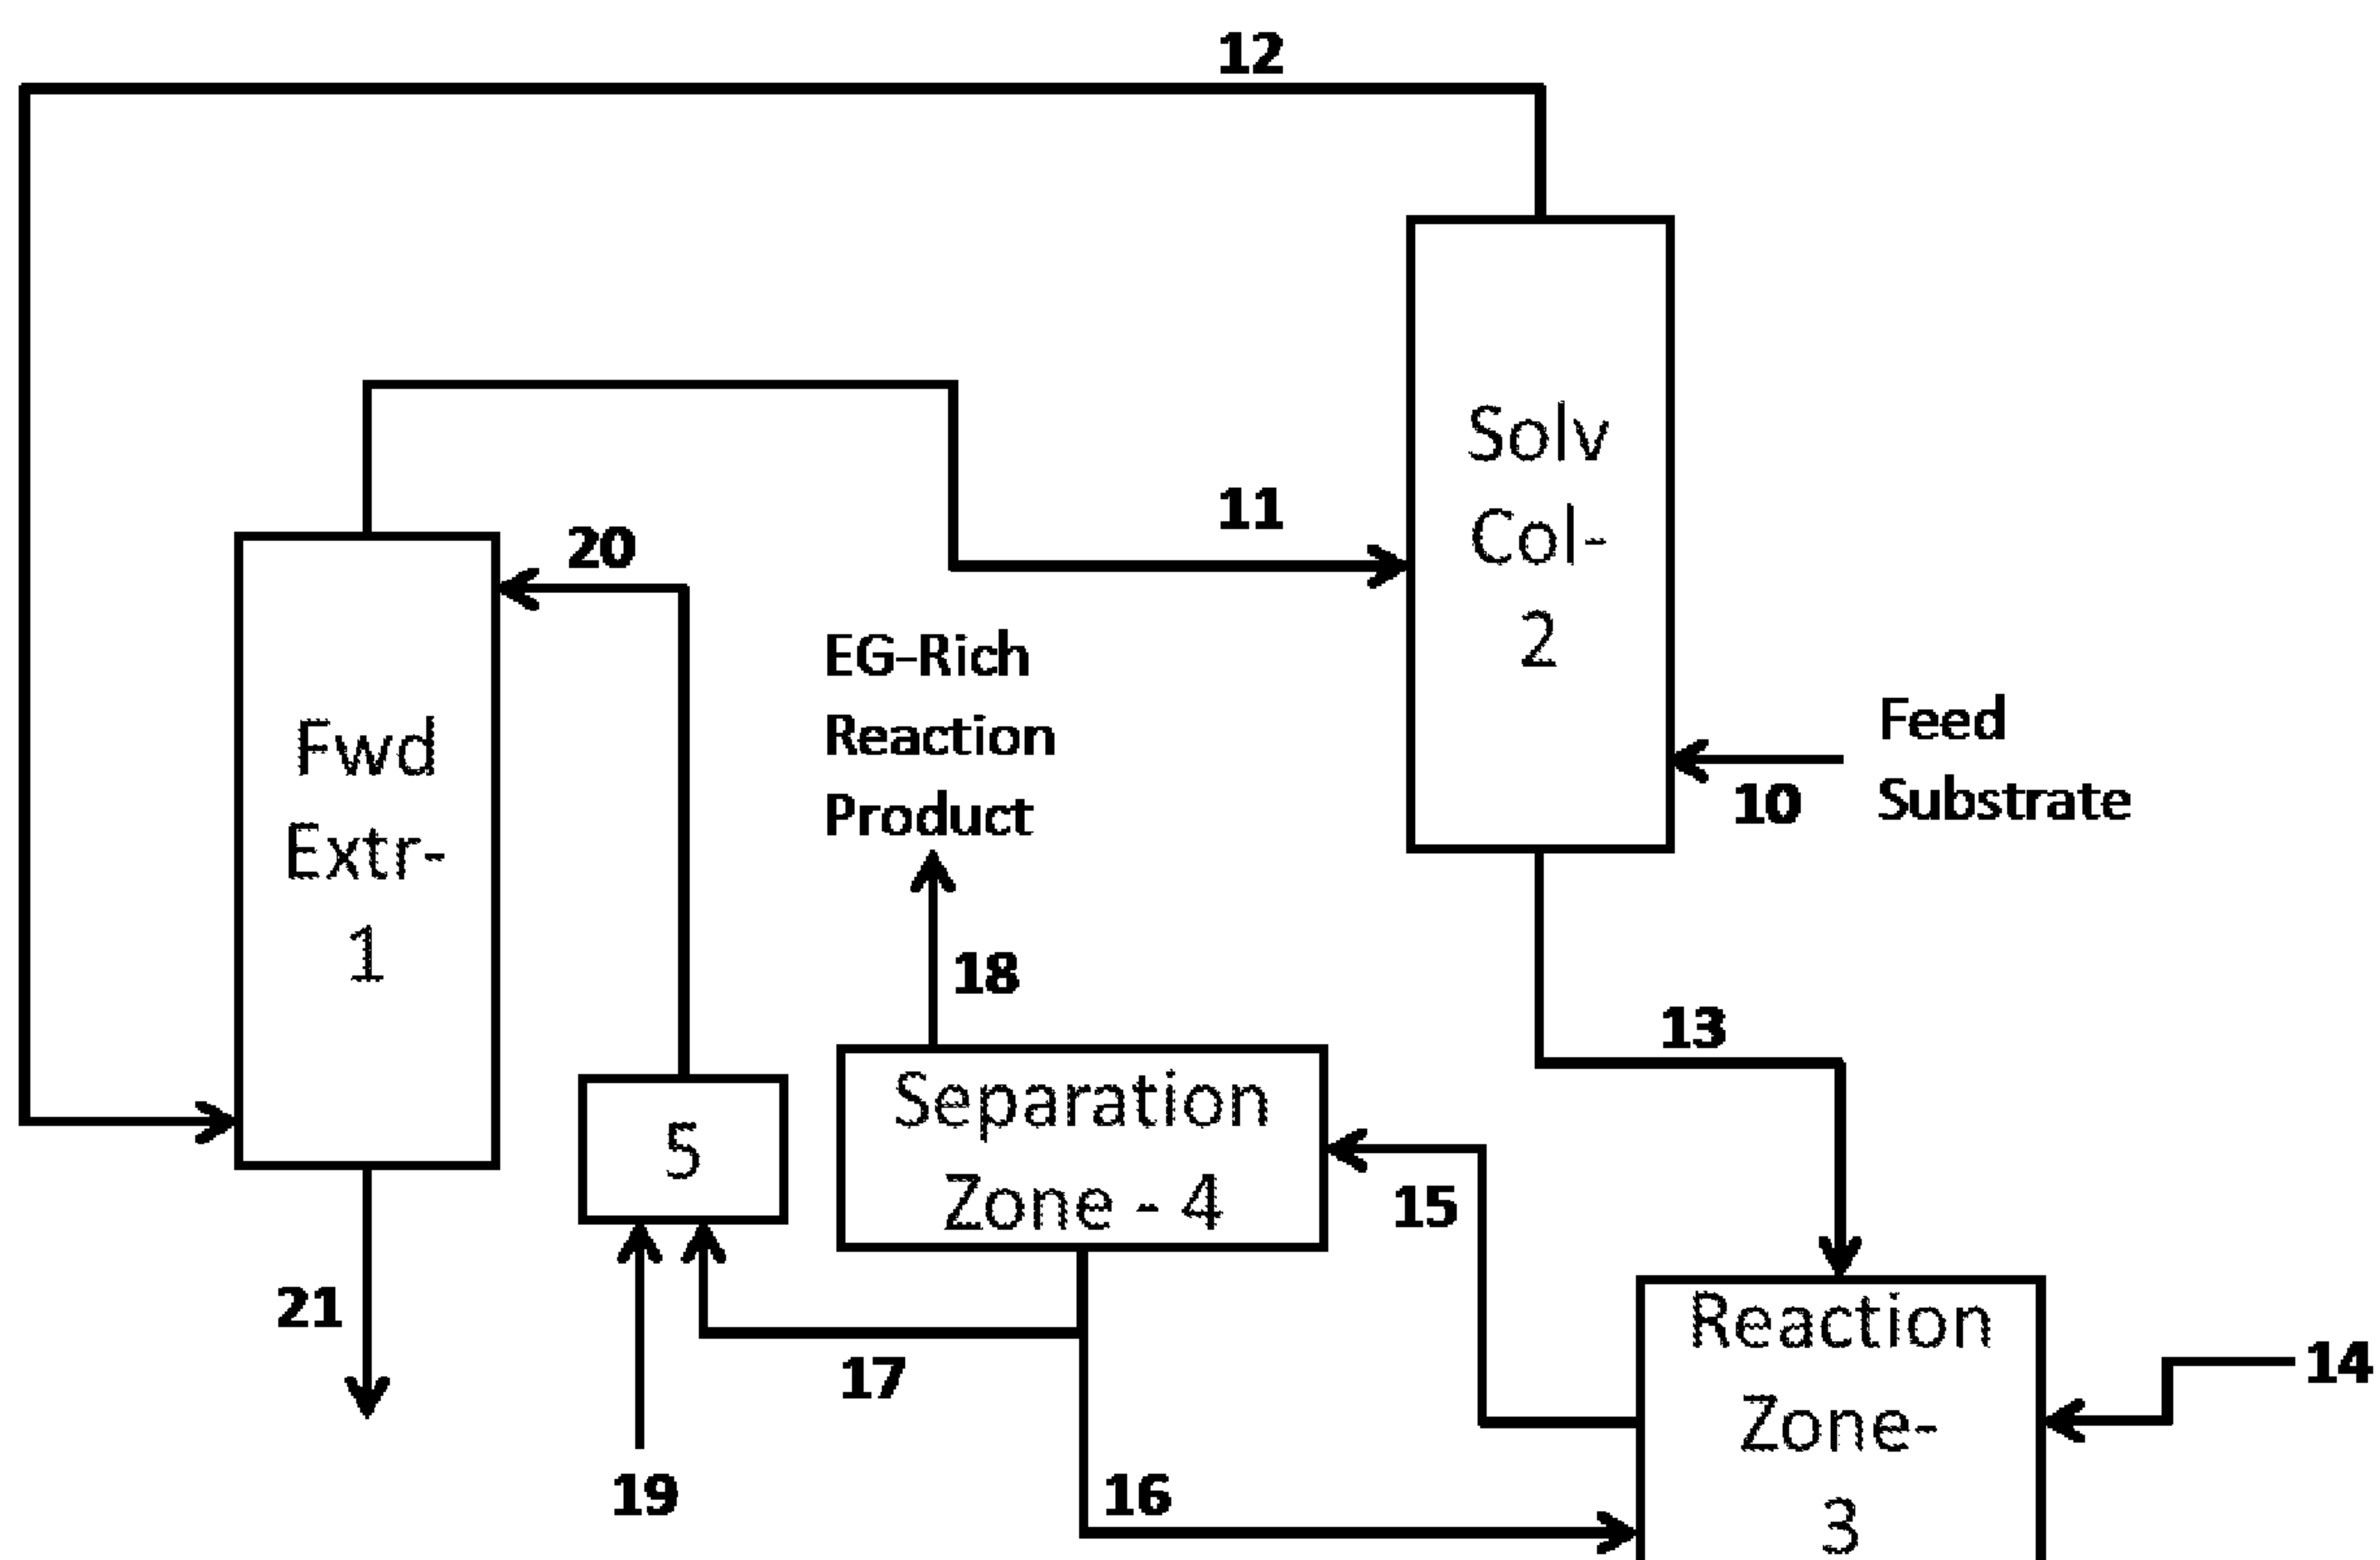 12
11
20
Solv
Col-
2
EG-Rich
Reaction
Product
Feed
Substrate
10
Fwd
Extr-
1
18
13
Separation
Zone - 4
5
15
21
17
Reaction
Zone-
3
14
19
16